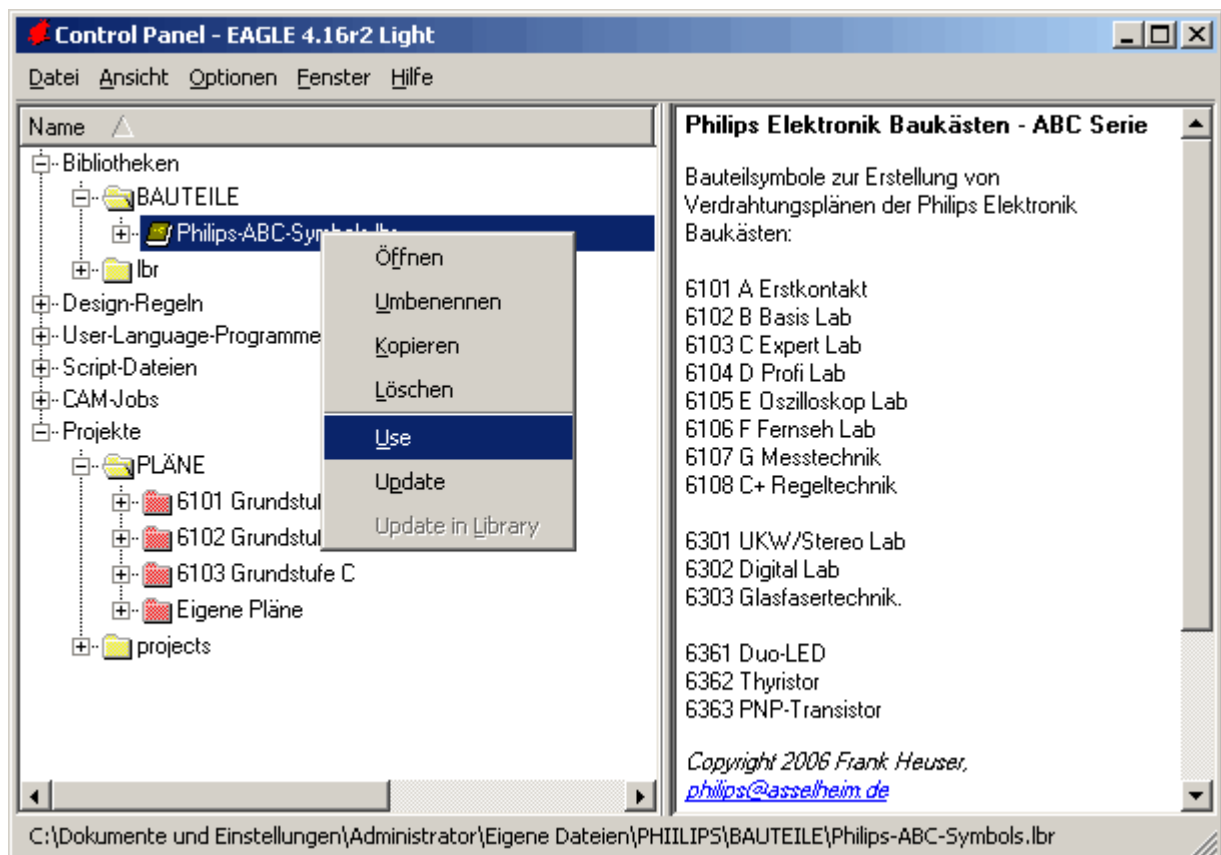 Control Panel - EAGLE 4.16r2 Light
Datei Ansicht Optionen Fenster Hilfe
Name
Bibliotheken
BAUTEILE
Philips-ABC-Symbols.lbr
lbr
Design-Regeln
User-Language-Programme
Script-Dateien
CAM-Jobs
Projekte
PLÄNE
6101 Grundstuf
6102 Grundstuf
6103 Grundstufe C
Eigene Pläne
projects
Öffnen
Umbenennen
Kopieren
Löschen
Use
Update
Update in Library
Philips Elektronik Baukästen - ABC Serie
Bauteilsymbole zur Erstellung von
Verdrahtungsplänen der Philips Elektronik
Baukästen:
6101 A Erstkontakt
6102 B Basis Lab
6103 C Expert Lab
6104 D Profi Lab
6105 E Oszilloskop Lab
6106 F Fernseh Lab
6107 G Messtechnik
6108 C+ Regeltechnik
6301 UKW/Stereo Lab
6302 Digital Lab
6303 Glasfasertechnik.
6361 Duo-LED
6362 Thyristor
6363 PNP-Transistor
Copyright 2006 Frank Heuser,
philips@asselheim.de
C:\Dokumente und Einstellungen\Administrator\Eigene Dateien\PHIILIPS\BAUTEILE\Philips-ABC-Symbols.lbr